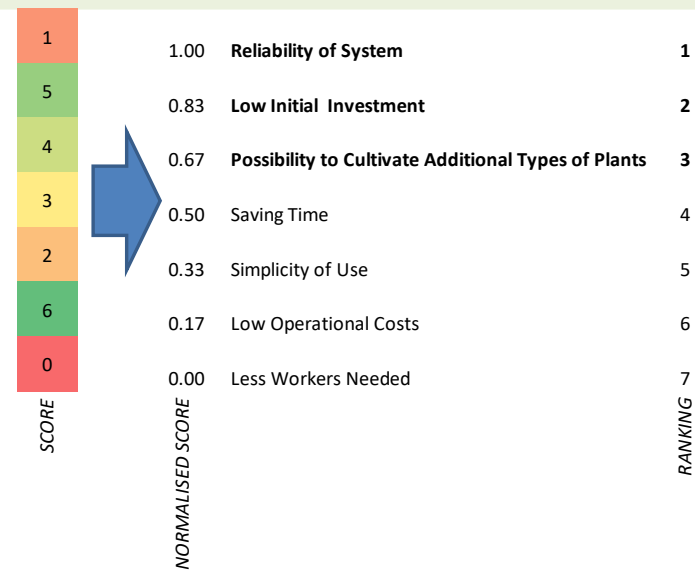 1
1.00 Reliability of System 1
5
0.83 Low Initial  Investment 2
4
0.67 Possibility to Cultivate Additional Types of Plants 3
3
0.50 Saving Time 4
2
0.33 Simplicity of Use 5
6
0.17 Low Operational Costs 6
0
0.00 Less Workers Needed 7
SCORE
NORMALISED SCORE
RANKING